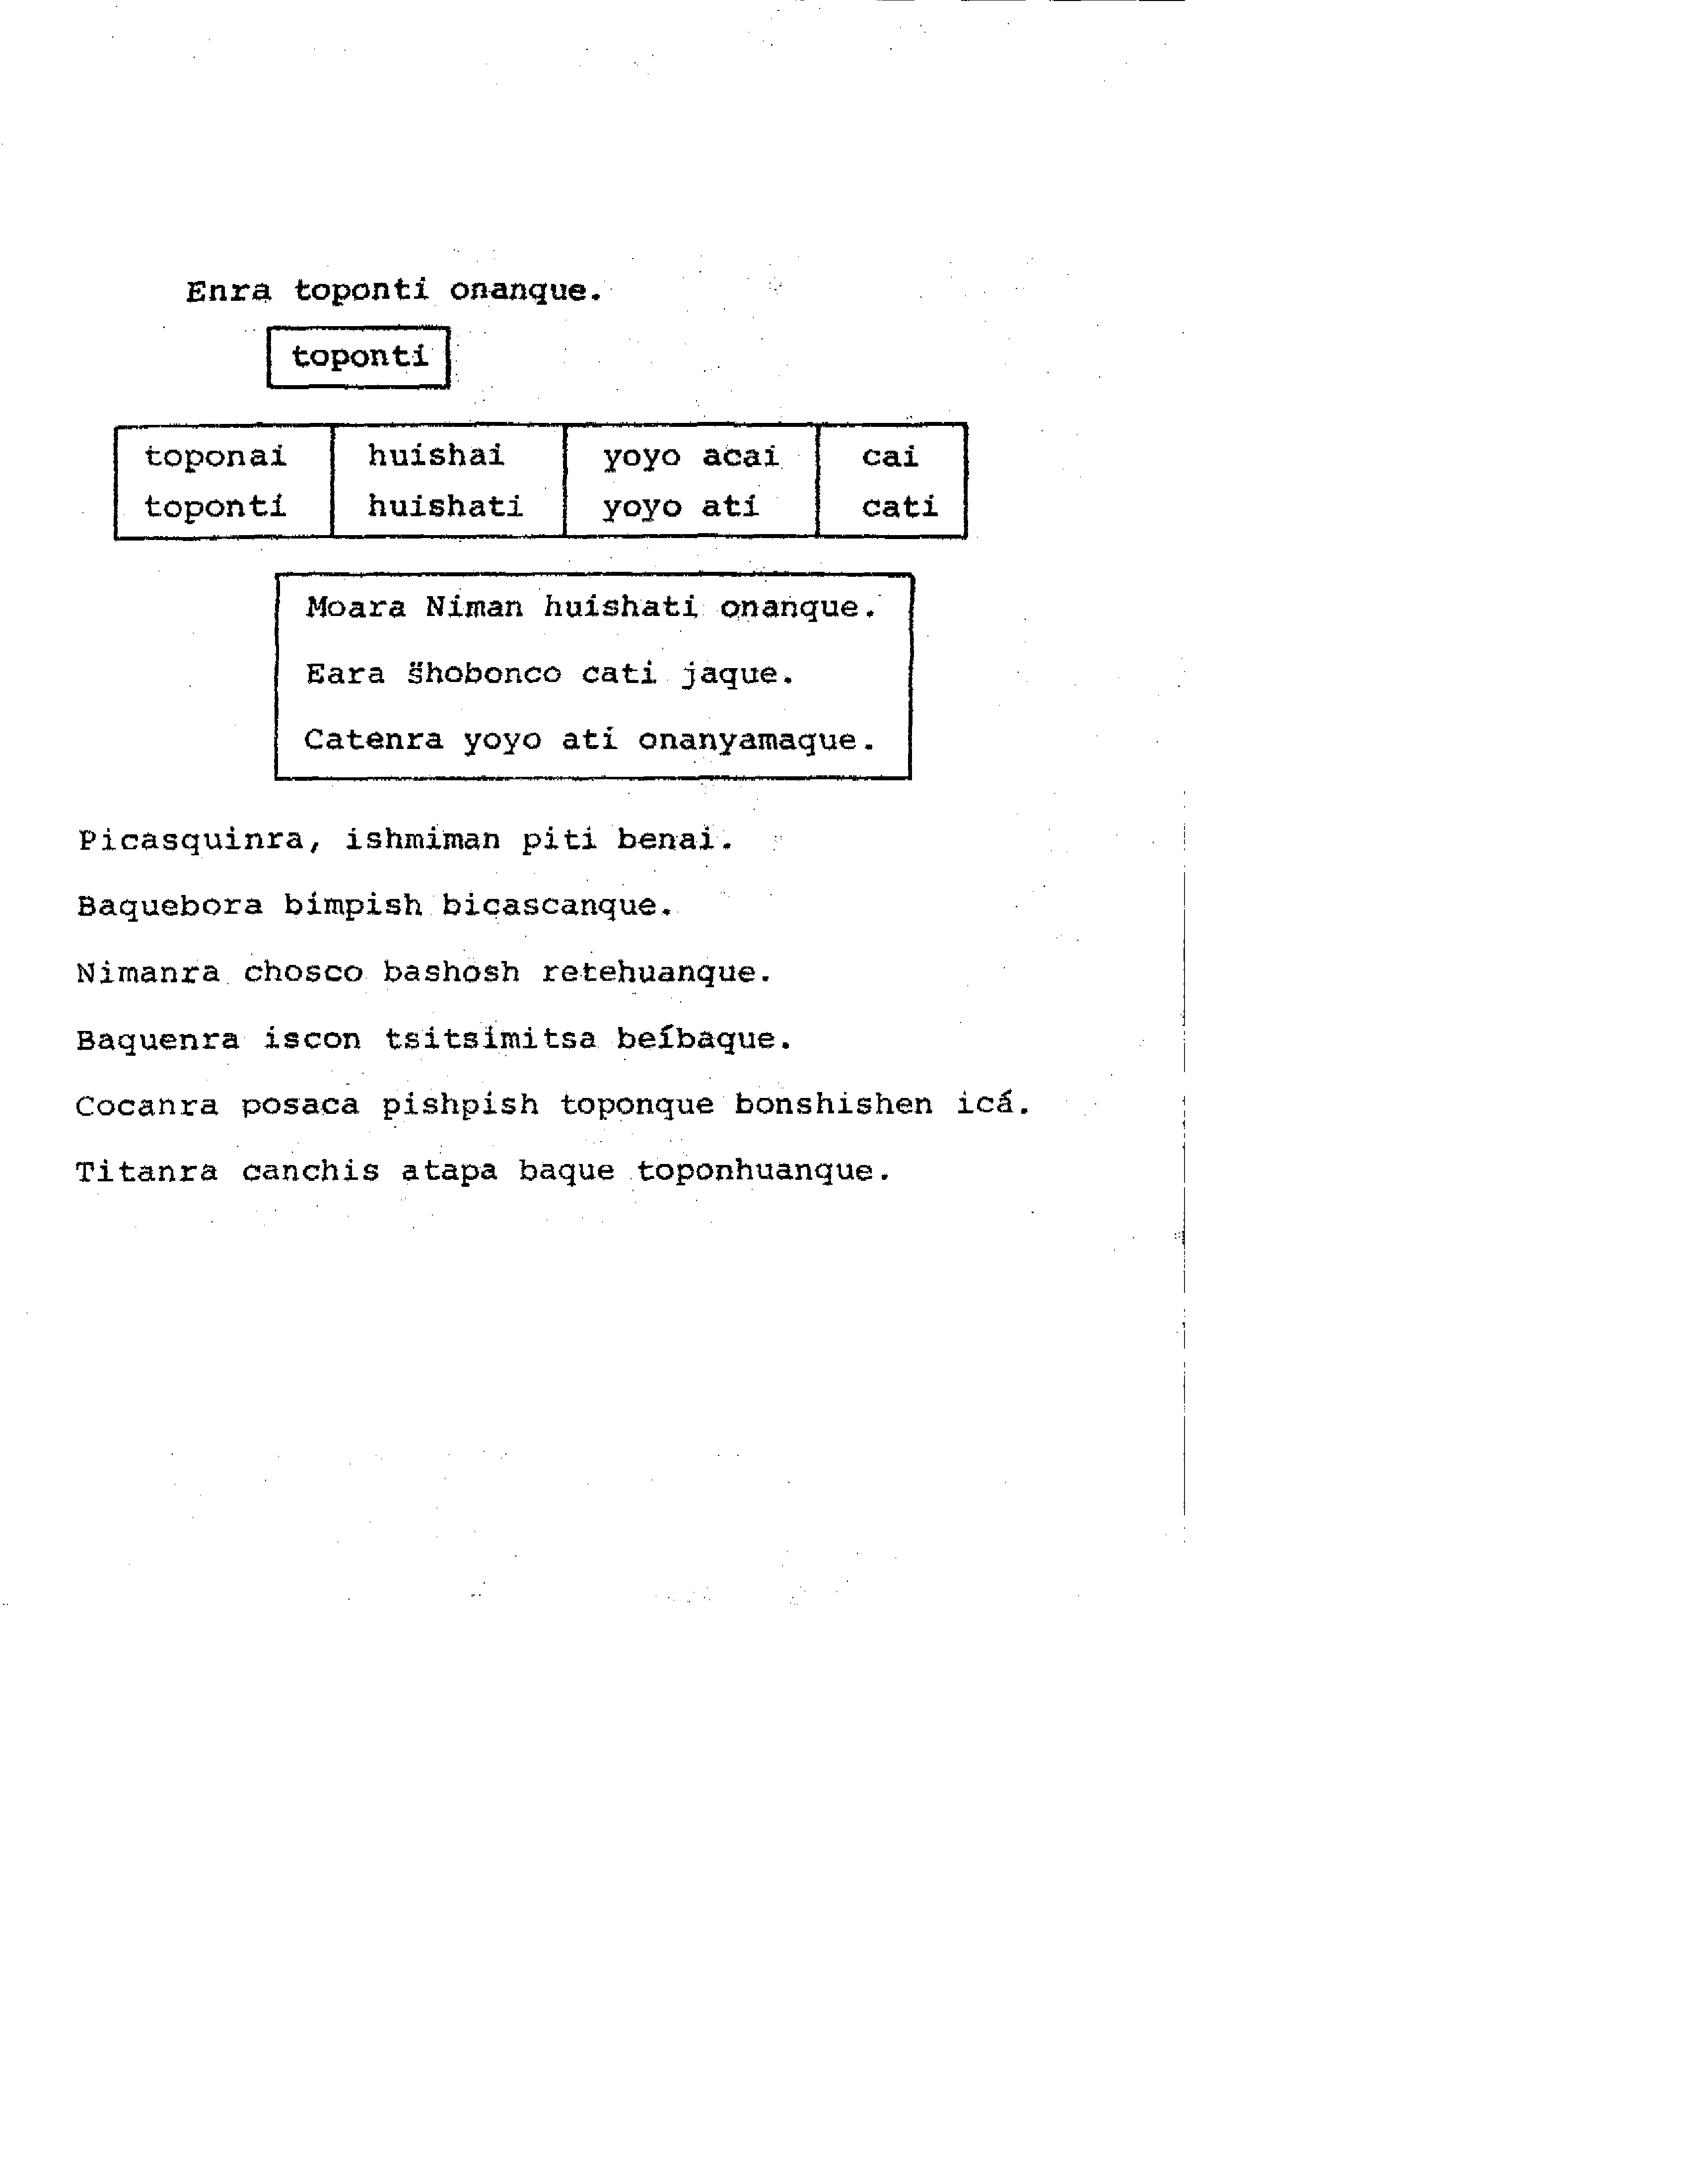 Enra toponti onanque.
toponti
toponai huishai yoyo acai cai
toponti huishati yoyo ati cati
Moara Niman huishati onanque.
Eara s̈hobonco cati jaque.
Catenra yoyo ati onanyamaque.
Picasquinra, ishmiman piti benai.
Baquebora bimpish bicascanque.
Nimanra chosco bashosh retehuanque.
Baquenra iscon tsitsimitsa beíbaque.
Cocanra posaca pishpish toponque bonshishen icá.
Titanra canchis atapa baque toponhuanque.